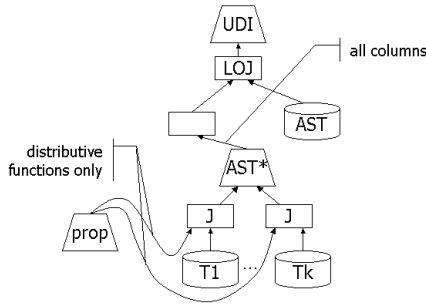 UDI
LOJ
all columns
AST
distributive
functions only
AST*
J
J
prop
T1
...
Tk